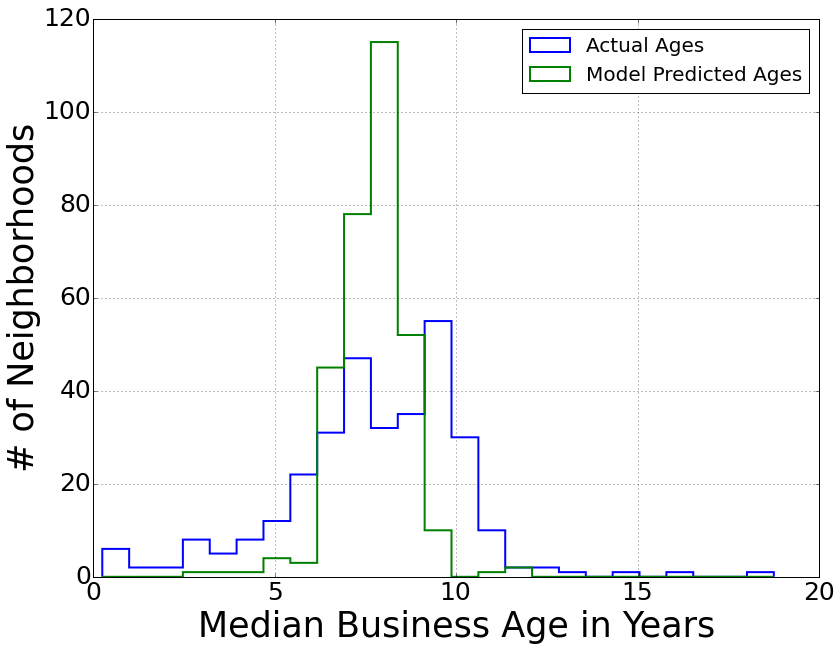 120
100
80
60
40
20
0
0 5 10 15 20
# of Neighborhoods
Median Business Age in Years
Actual Ages
Model Predicted Ages